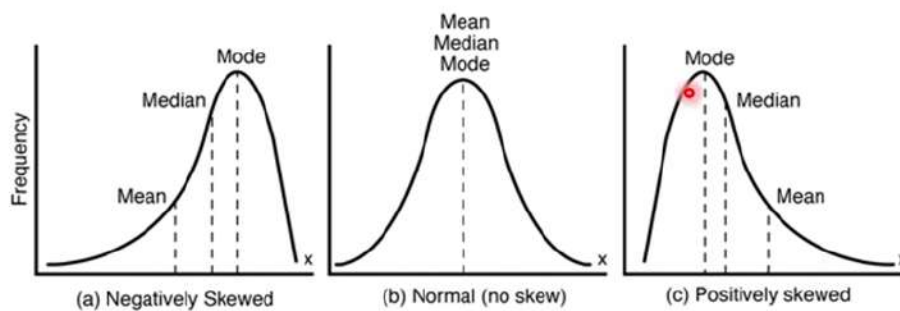 Frequency
Mode
Median
Mean
x
(a) Negatively Skewed
Mean
Median
Mode
x
(b) Normal (no skew)
Mode
Median
Mean
x
(c) Positively skewed